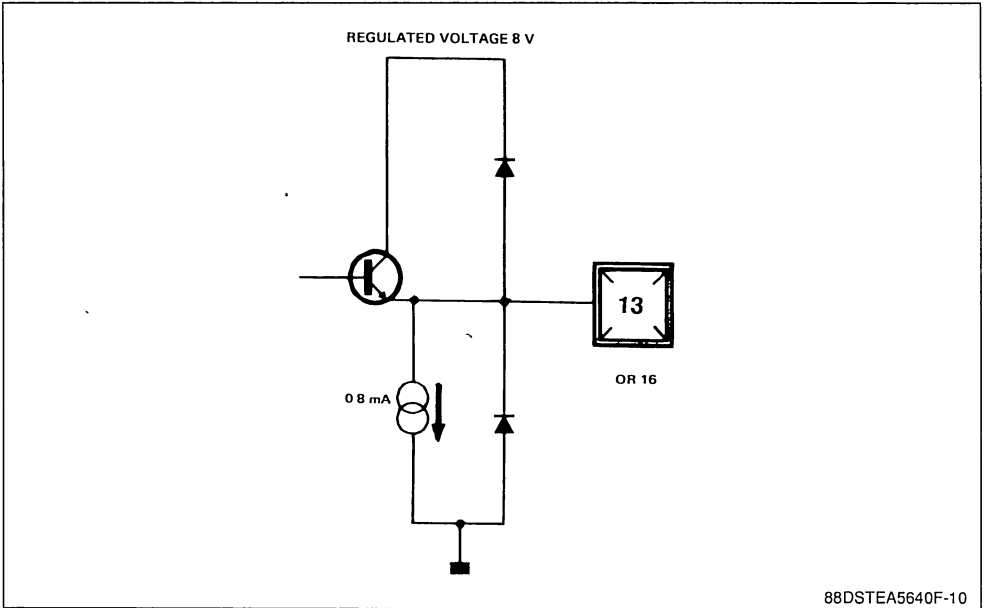 REGULATED VOLTAGE 8 V
13
0 8 mA
OR 16
88DSTEA5640F-10